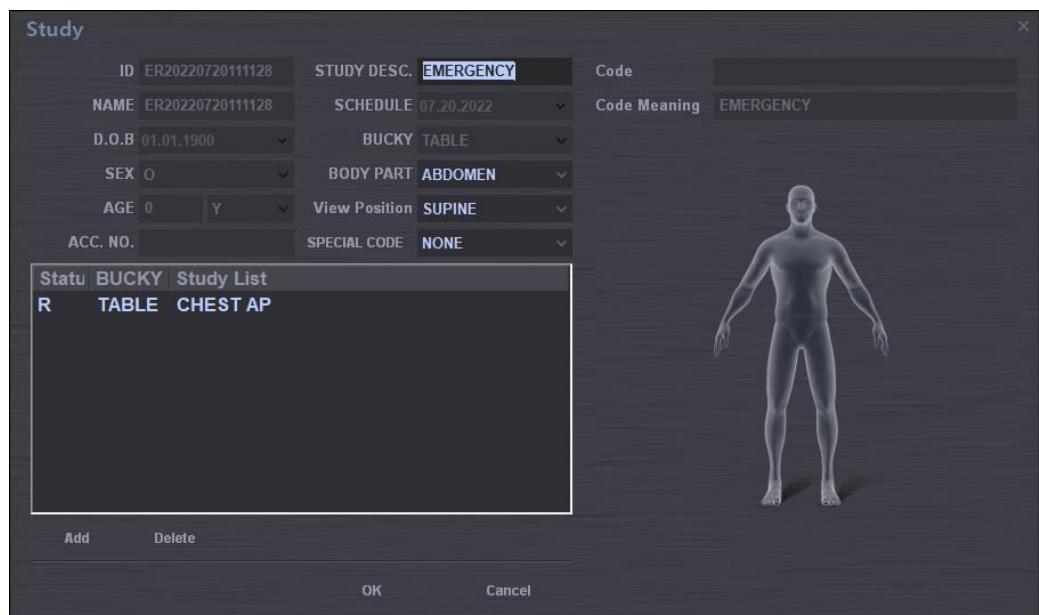 Study ×
ID ER20220720111128 STUDY DESC. EMERGENCY Code
NAME ER20220720111128 SCHEDULE 07.20.2022 Code Meaning EMERGENCY
D.O.B 01.01.1900 BUCKY TABLE
SEX O BODY PART ABDOMEN
AGE 0 Y View Position SUPINE
ACC. NO. SPECIAL CODE NONE
Statu BUCKY Study List
R TABLE CHEST AP
Add Delete
OK Cancel